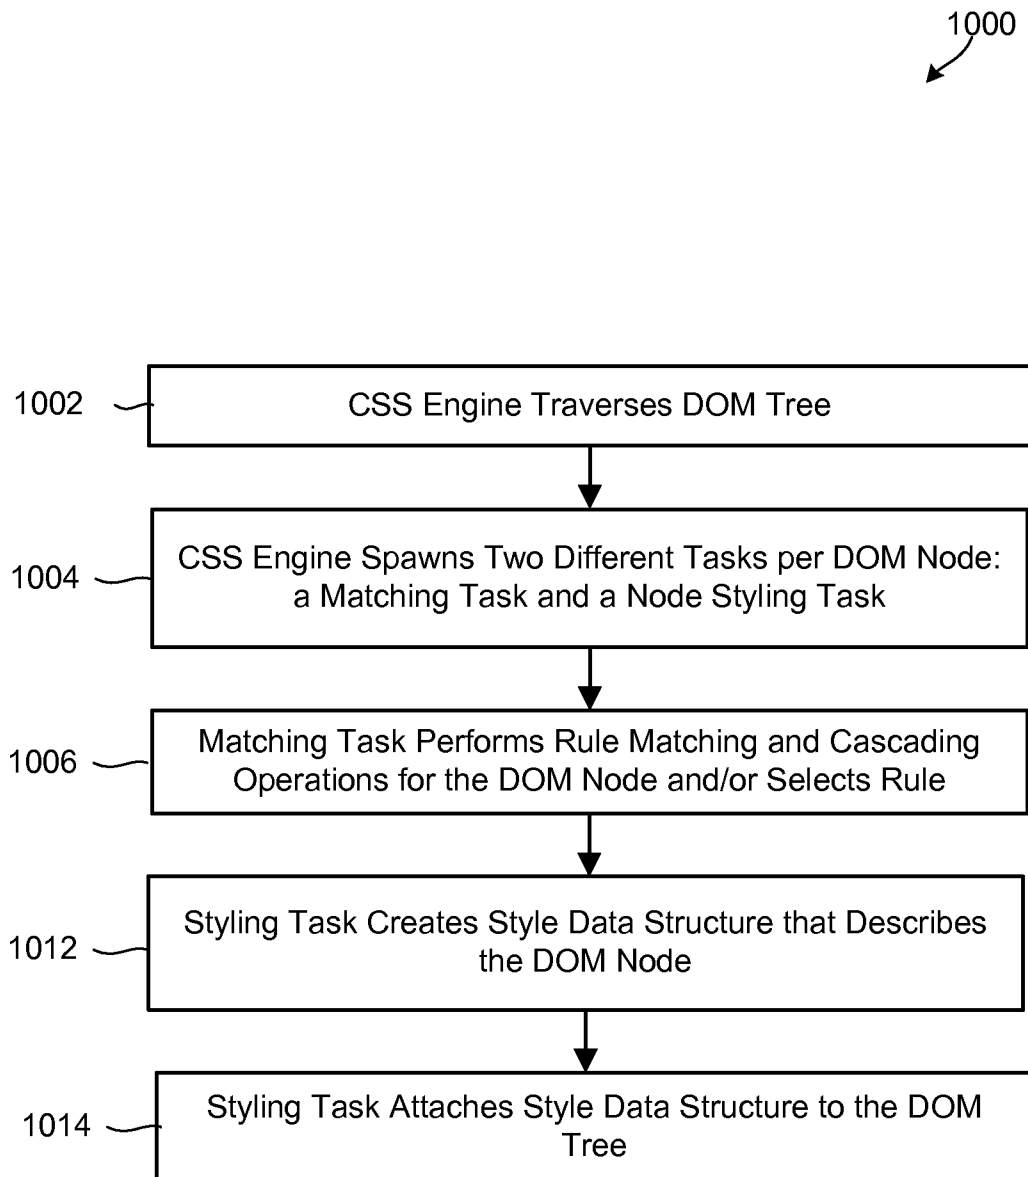 1000
1002
CSS Engine Traverses DOM Tree
1004
CSS Engine Spawns Two Different Tasks per DOM Node:
a Matching Task and a Node Styling Task
1006
Matching Task Performs Rule Matching and Cascading
Operations for the DOM Node and/or Selects Rule
1012
Styling Task Creates Style Data Structure that Describes
the DOM Node
1014
Styling Task Attaches Style Data Structure to the DOM
Tree